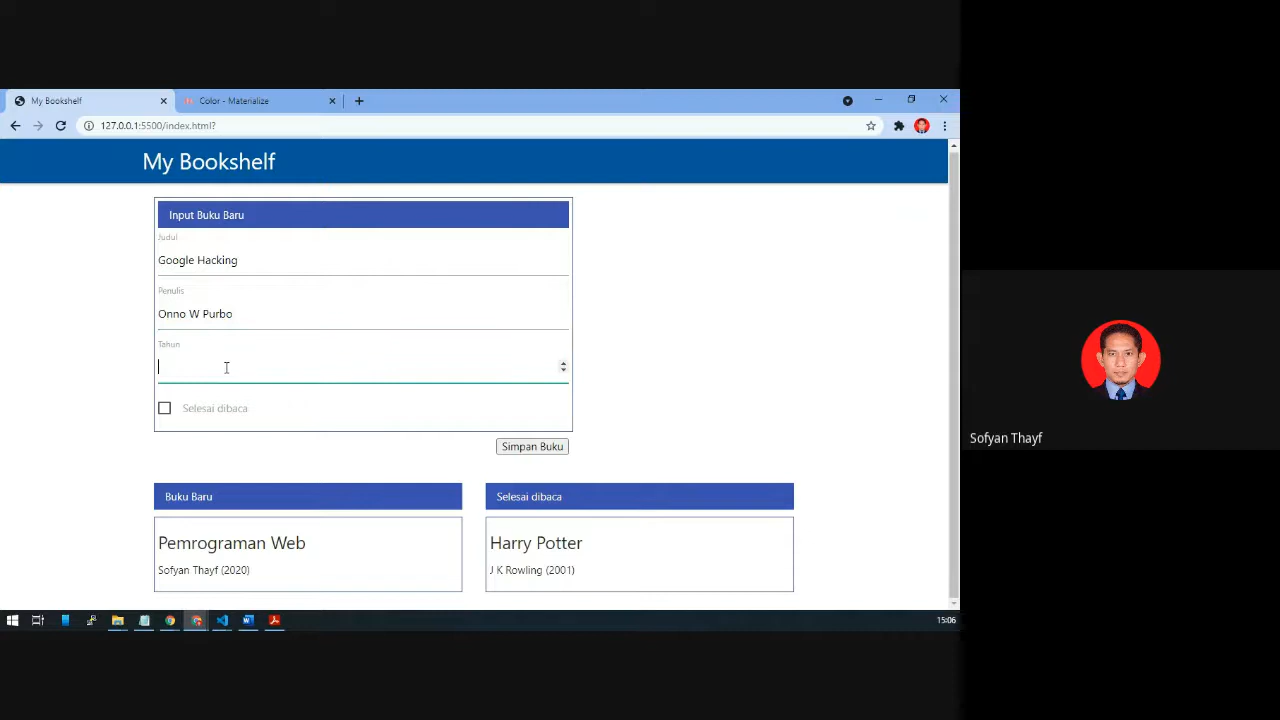 My Bookshelf
Color - Materialize
127.0.0.1:5500/index.html?
My Bookshelf
Input Buku Baru
Judul
Google Hacking
Penulis
Onno W Purbo
Tahun
Selesai dibaca
Simpan Buku
Buku Baru
Selesai dibaca
Pemrograman Web
Harry Potter
Sofyan Thayf (2020)
J K Rowling (2001)
15:06
Sofyan Thayf